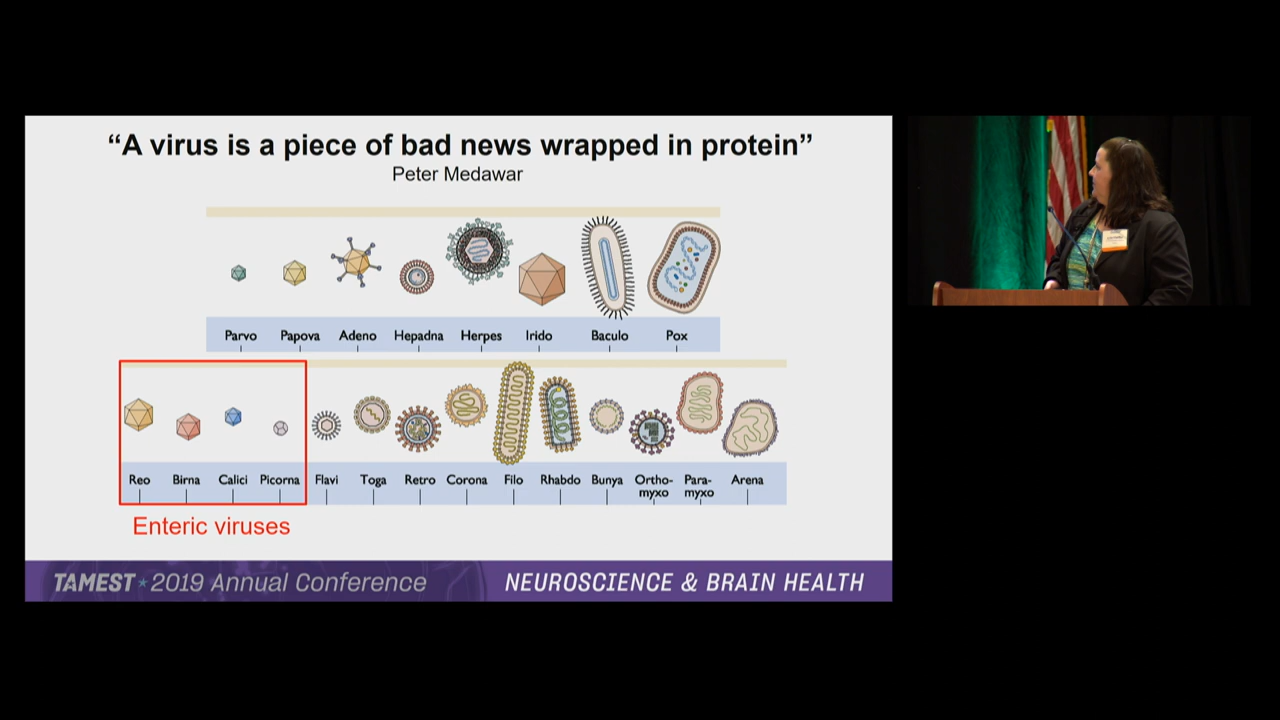 “A virus is a piece of bad news wrapped in protein”
Peter Medawar
Parvo Papova Adeno Hepadna Herpes Irido Baculo Pox
Reo Birna Calici Picorna Flavi Toga Retro Corona Filo Rhabdo Bunya Ortho- Para- Arena
myxo myxo
Enteric viruses
TAMEST★2019 Annual Conference NEUROSCIENCE & BRAIN HEALTH